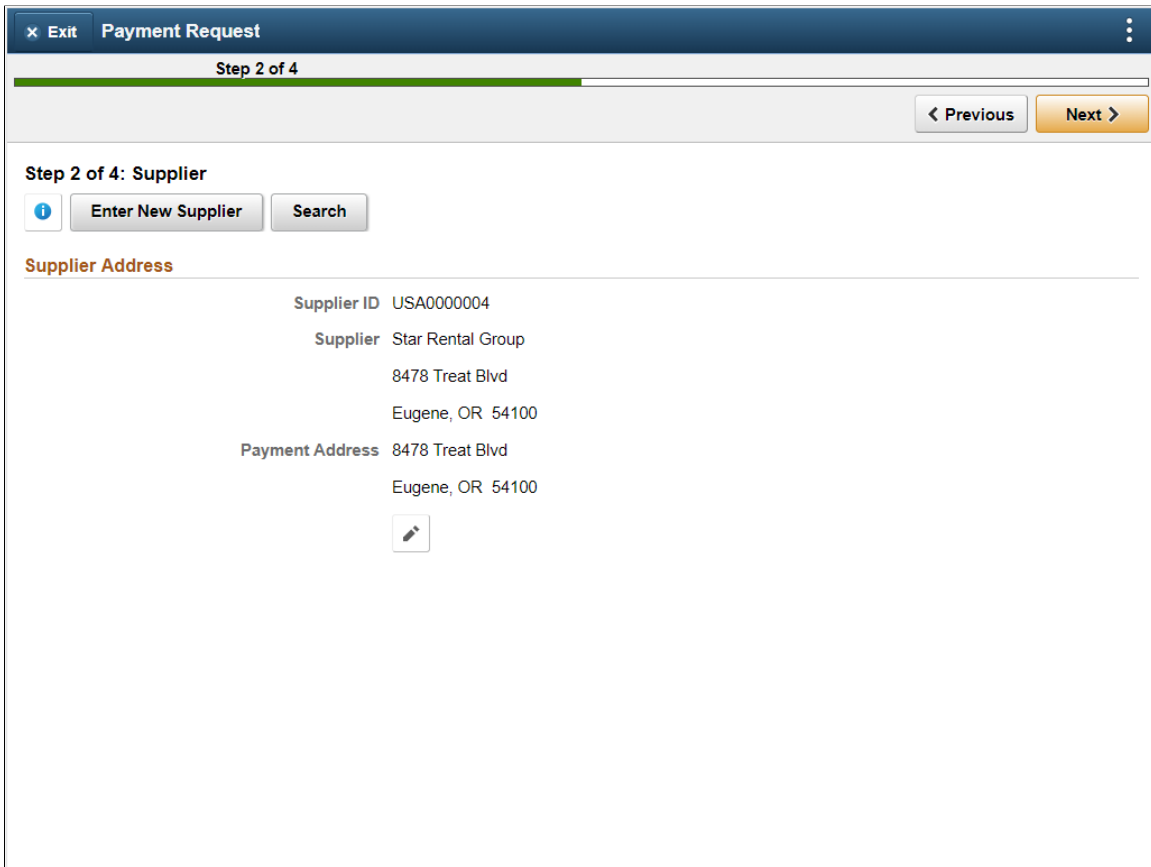 Exit Payment Request
Step 2 of 4
Previous Next
Step 2 of 4: Supplier
Enter New Supplier Search
Supplier Address
Supplier ID USA0000004
Supplier Star Rental Group
8478 Treat Blvd
Eugene, OR 54100
Payment Address 8478 Treat Blvd
Eugene, OR 54100